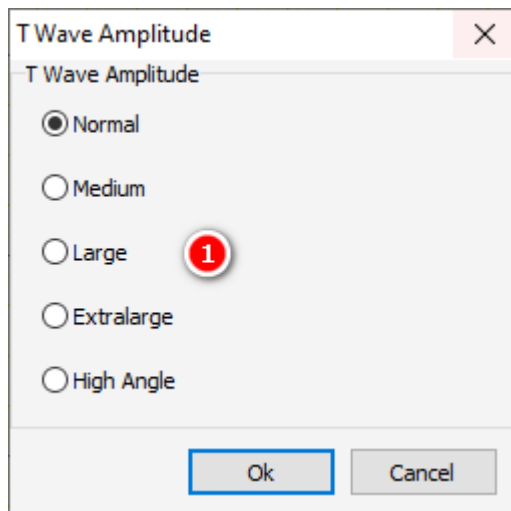 T Wave Amplitude
T Wave Amplitude
Normal
Medium
Large 1
Extralarge
High Angle
Ok Cancel